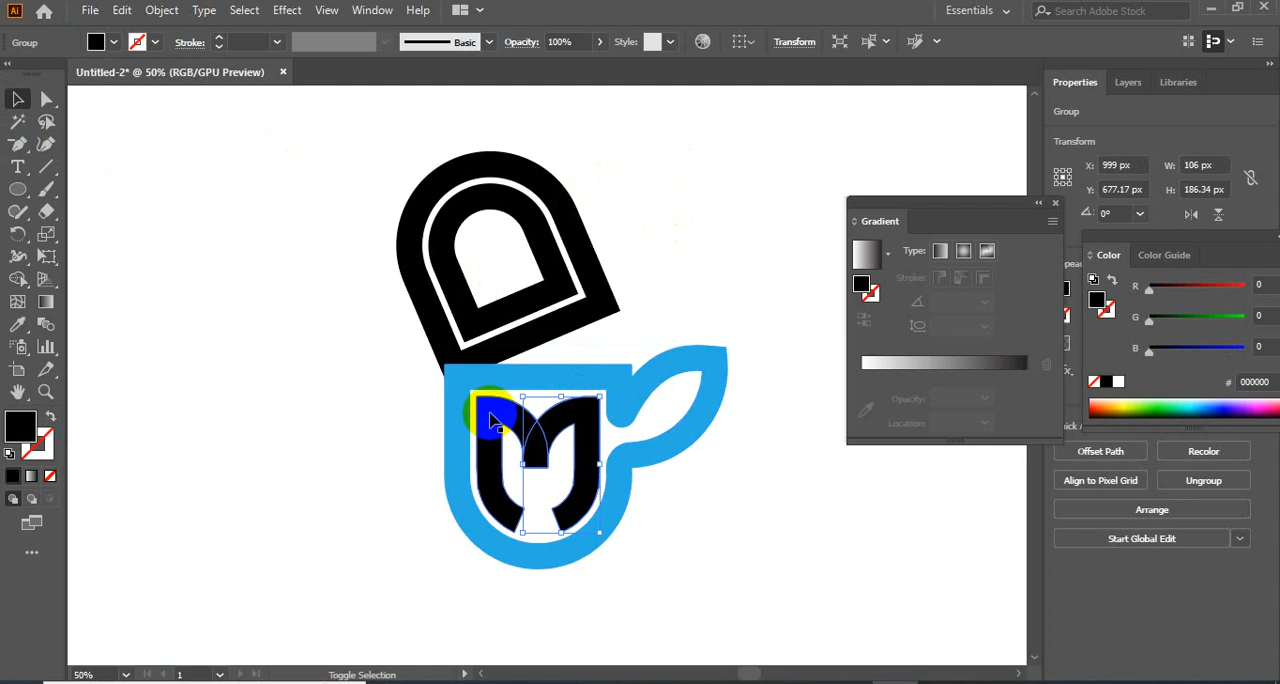 Ai File Edit Object Type Select Effect View Window Help Essentials Search Adobe Stock
Group Stroke: Basic Opacity: 100% Style: Transform
Untitled-2* @ 50% (RGB/GPU Preview)
Properties Layers Libraries
Group
Transform
X: 999 px W: 106 px
Y: 677.17 px H: 186.34 px
0°
Gradient
Type:
Stroke:
Opacity:
Location:
Color Color Guide
R 0
G 0
B 0
# 000000
Offset Path Recolor
Align to Pixel Grid Ungroup
Arrange
Start Global Edit
50% 1 Toggle Selection